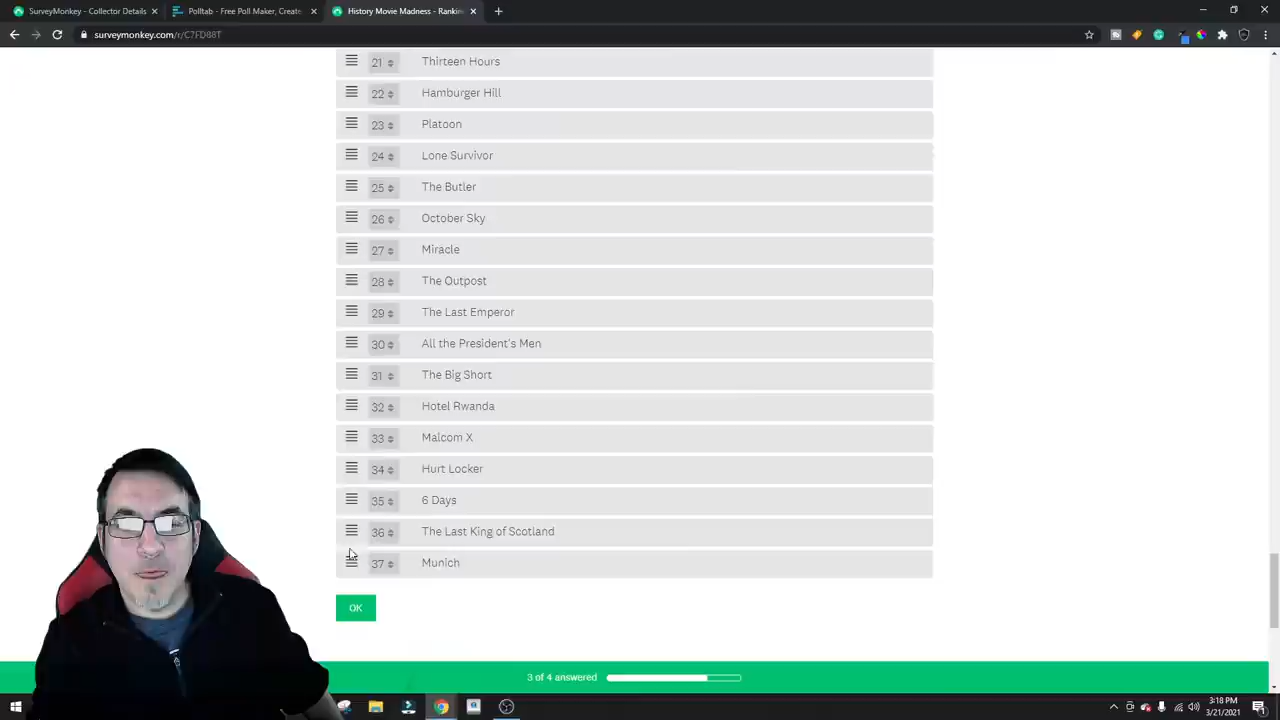 SurveyMonkey - Collector Details
Polltab - Free Poll Maker, Create
History Movie Madness - Ranking
surveymonkey.com/r/C7FD88T
21 Thirteen Hours
22 Hamburger Hill
23 Platoon
24 Lone Survivor
25 The Butler
26 October Sky
27 Miracle
28 The Outpost
29 The Last Emperor
30 All the President's Men
31 The Big Short
32 Hotel Rwanda
33 Malcom X
34 Hurt Locker
35 6 Days
36 The Last King of Scotland
37 Munich
OK
3 of 4 answered
3:18 PM
3/21/2021